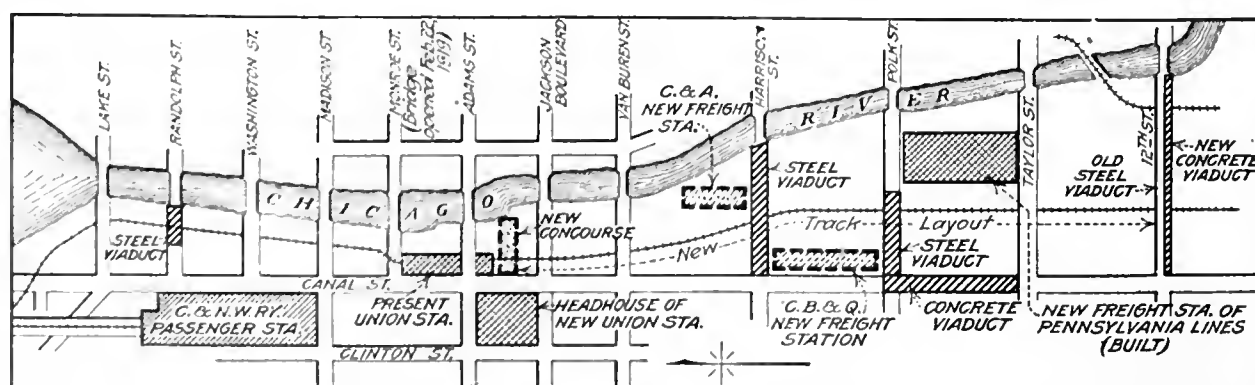 LAKE ST.
RANDOLPH ST.
WASHINGTON ST.
MADISON ST.
MONROE ST.
(Bridge
opened Feb. 22,
1919)
ADAMS ST.
JACKSON
BOULEVARD
VAN BUREN ST.
HARRISON
ST.
POLK ST.
TAYLOR ST.
12TH ST.
C. & A.
NEW FREIGHT
STA.
CHICAGO RIVER
STEEL
VIADUCT
OLD
STEEL
VIADUCT
NEW
CONCRETE
VIADUCT
STEEL
VIADUCT
NEW
CONCOURSE
New Track Layout
STEEL
VIADUCT
CANAL ST.
C. & N. W. RY.
PASSENGER STA.
PRESENT
UNION STA.
HEADHOUSE OF
NEW UNION STA.
C. B. & Q.
NEW FREIGHT
STATION
CONCRETE
VIADUCT
NEW FREIGHT STA. OF
PENNSYLVANIA LINES
(BUILT)
CLINTON ST.